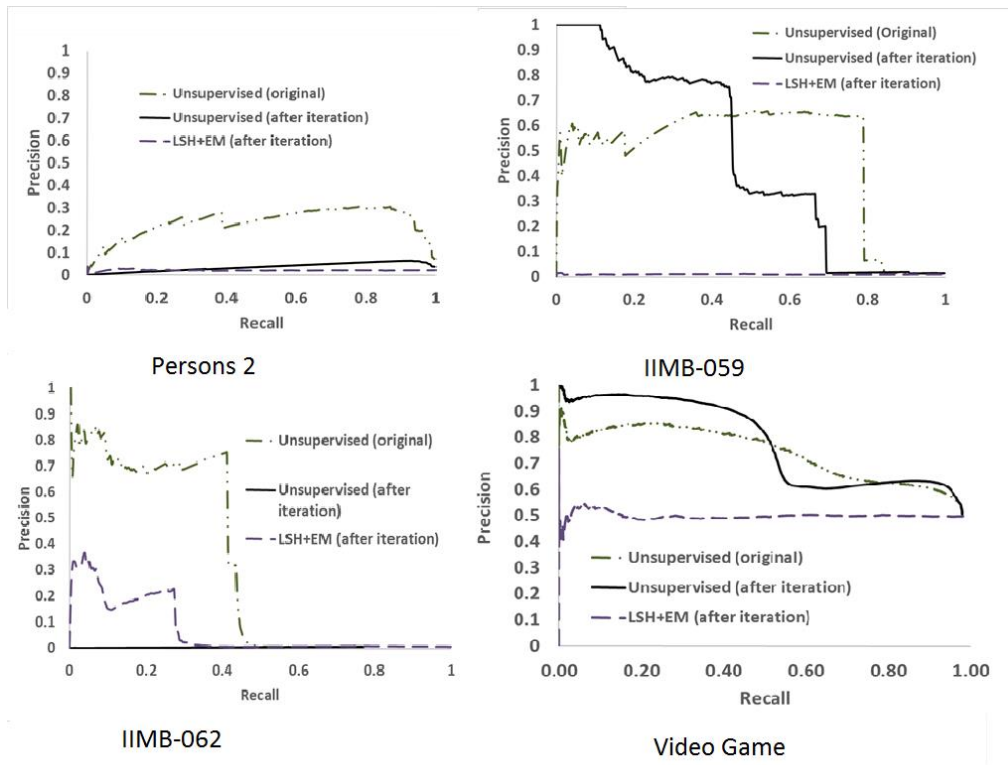 1
0.9
0.8
0.7
0.6
0.5
0.4
0.3
0.2
0.1
0
Precision
Unsupervised (original)
Unsupervised (after iteration)
LSH+EM (after iteration)
0 0.2 0.4 0.6 0.8 1
Recall
Persons 2
1
0.9
0.8
0.7
0.6
0.5
0.4
0.3
0.2
0.1
0
Precision
Unsupervised (Original)
Unsupervised (after iteration)
LSH+EM (after iteration)
0 0.2 0.4 0.6 0.8 1
Recall
IIMB-059
1
0.9
0.8
0.7
0.6
0.5
0.4
0.3
0.2
0.1
0
Precision
Unsupervised (original)
Unsupervised (after
iteration)
LSH+EM (after iteration)
0 0.2 0.4 0.6 0.8 1
Recall
IIMB-062
1
0.9
0.8
0.7
0.6
0.5
0.4
0.3
0.2
0.1
0
Precision
Unsupervised (original)
Unsupervised (after iteration)
LSH+EM (after iteration)
0.00 0.20 0.40 0.60 0.80 1.00
Recall
Video Game